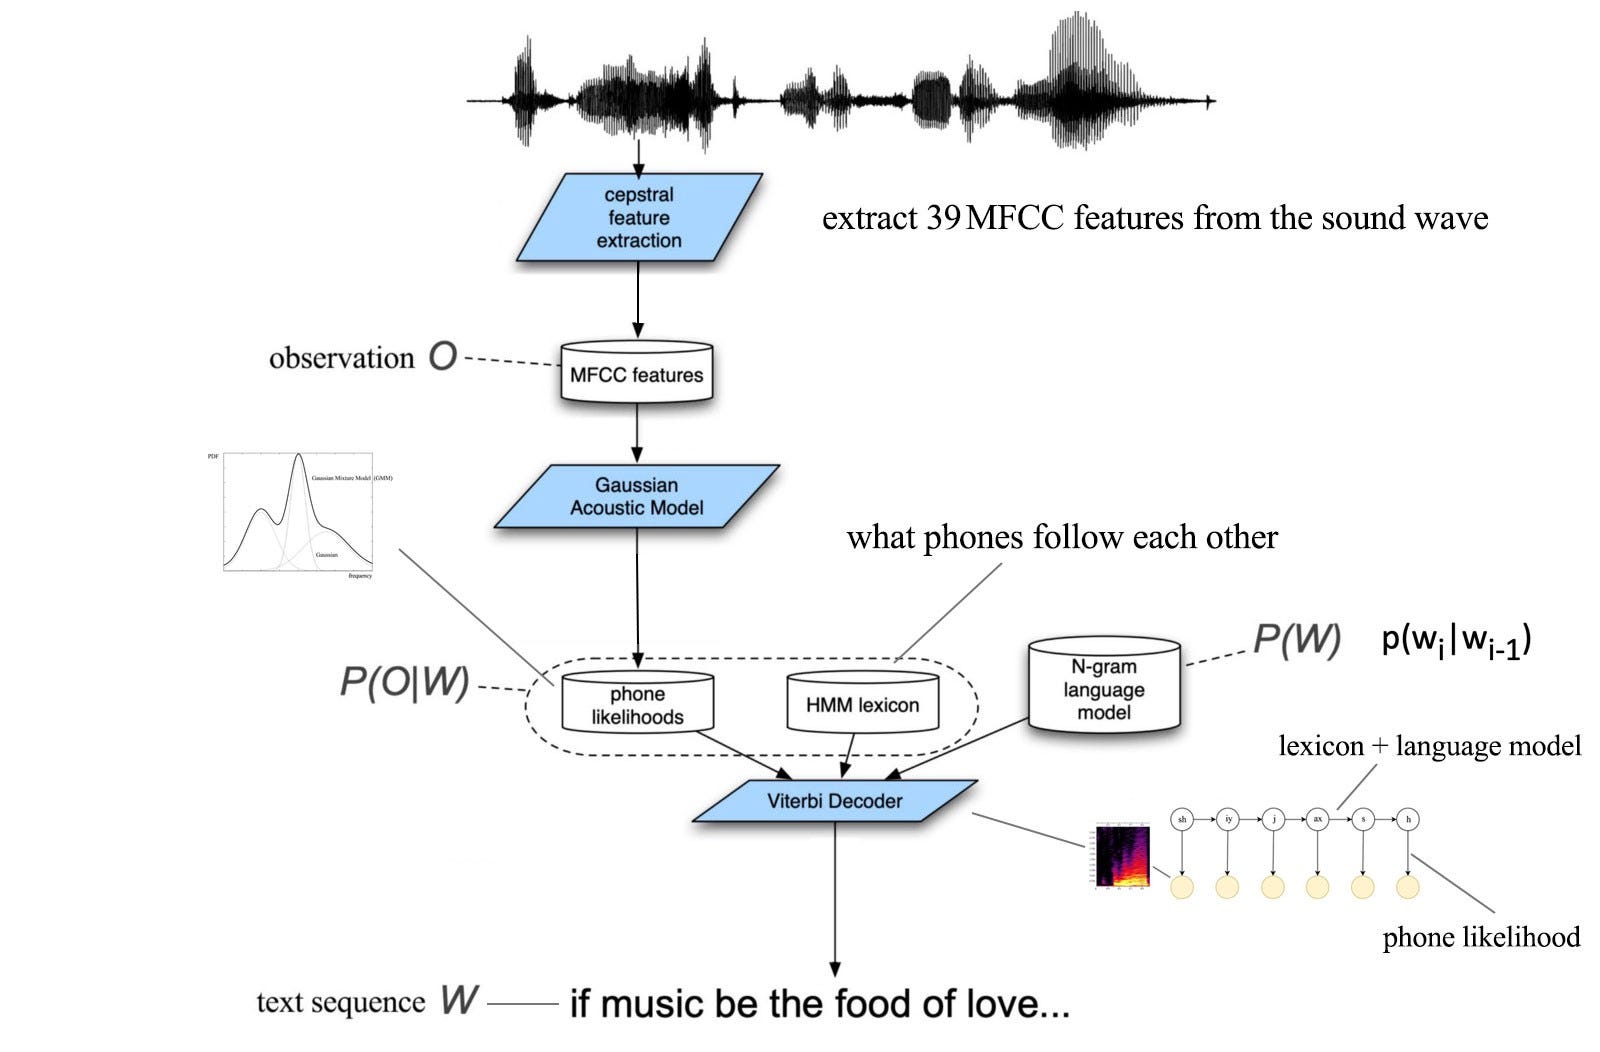 cepstral
feature
extraction
extract 39 MFCC features from the sound wave
observation O
MFCC features
PDF
Gaussian Mixture Model (GMM)
Gaussian
frequency
Gaussian
Acoustic Model
what phones follow each other
P(O|W)
phone
likelihoods
HMM lexicon
N-gram
language
model
P(W) p(wi|wi-1)
lexicon + language model
Viterbi Decoder
sh iy j ax s h
phone likelihood
text sequence W
if music be the food of love...